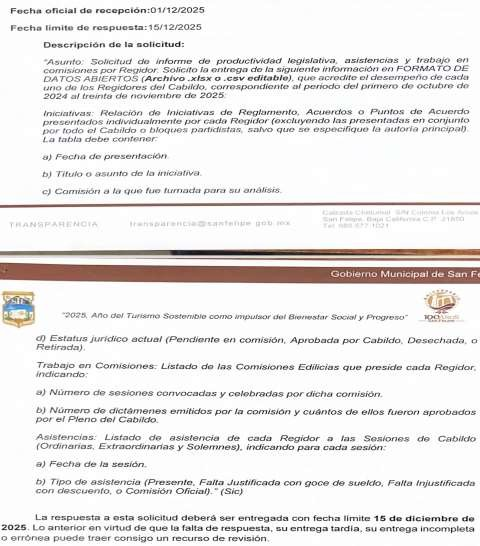 Fecha oficial de recepción:01/12/2025
Fecha límite de respuesta:15/12/2025
Descripción de la solicitud:
"Asunto: Solicitud de informe de productividad legislativa, asistencias y trabajo en
comisiones por Regidor. Solicito la entrega de la siguiente información en FORMATO DE
DATOS ABIERTOS (Archivo .xlsx o .csv editable), que acredite el desempeño de cada
uno de los Regidores del Cabildo, correspondiente al periodo del primero de octubre de
2024 al treinta de noviembre de 2025:
Iniciativas: Relación de Iniciativas de Reglamento, Acuerdos o Puntos de Acuerdo
presentados individualmente por cada Regidor (excluyendo las presentadas en conjunto
por todo el Cabildo o bloques partidistas, salvo que se especifique la autoría principal).
La tabla debe contener:
a) Fecha de presentación.
b) Título o asunto de la iniciativa.
c) Comisión a la que fue turnada para su análisis.
Calzada Chetumal S/N Colonia Los Arcos
TRANSPARENCIA transparencia@sanfelipe.gob.mx San Felipe, Baja California C.P. 21850
Tel. 686 577 1021
Gobierno Municipal de San Fe
"2025, Año del Turismo Sostenible como impulsor del Bienestar Social y Progreso"
100 Años
d) Estatus jurídico actual (Pendiente en comisión, Aprobada por Cabildo, Desechada, o
Retirada).
Trabajo en Comisiones: Listado de las Comisiones Edilicias que preside cada Regidor,
indicando:
a) Número de sesiones convocadas y celebradas por dicha comisión.
b) Número de dictámenes emitidos por la comisión y cuántos de ellos fueron aprobados
por el Pleno del Cabildo.
Asistencias: Listado de asistencia de cada Regidor a las Sesiones de Cabildo
(Ordinarias, Extraordinarias y Solemnes), indicando para cada sesión:
a) Fecha de la sesión.
b) Tipo de asistencia (Presente, Falta Justificada con goce de sueldo, Falta Injustificada
con descuento, o Comisión Oficial)." (Sic)
La respuesta a esta solicitud deberá ser entregada con fecha límite 15 de diciembre de
2025. Lo anterior en virtud de que la falta de respuesta, su entrega tardía, su entrega incompleta
o errónea puede traer consigo un recurso de revisión.